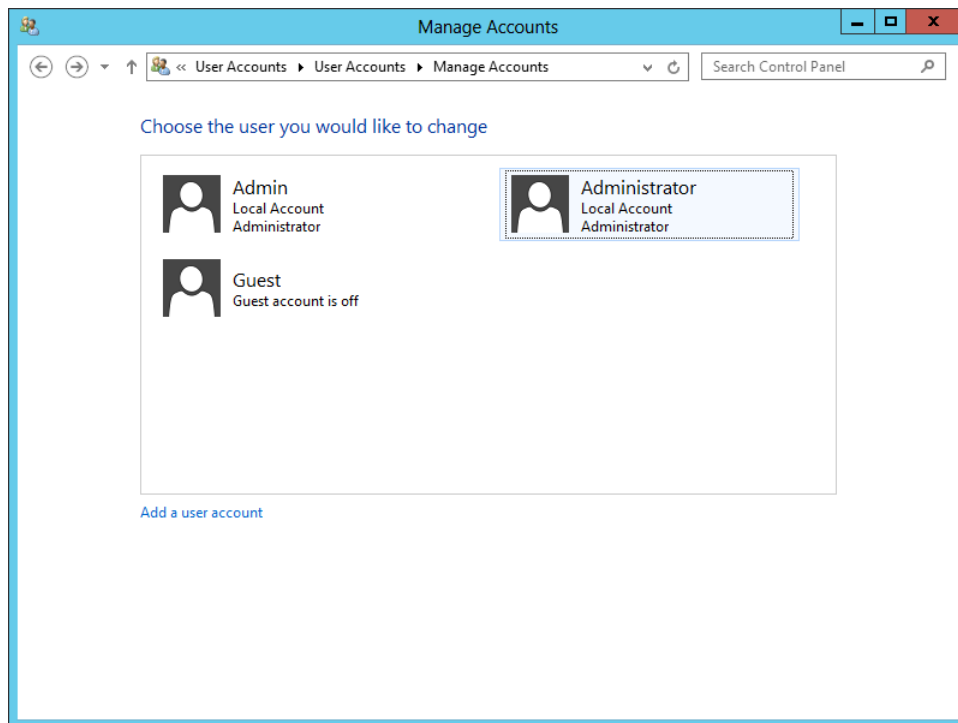 Manage Accounts
« User Accounts ▸ User Accounts ▸ Manage Accounts
Search Control Panel
Choose the user you would like to change
Admin
Local Account
Administrator
Administrator
Local Account
Administrator
Guest
Guest account is off
Add a user account